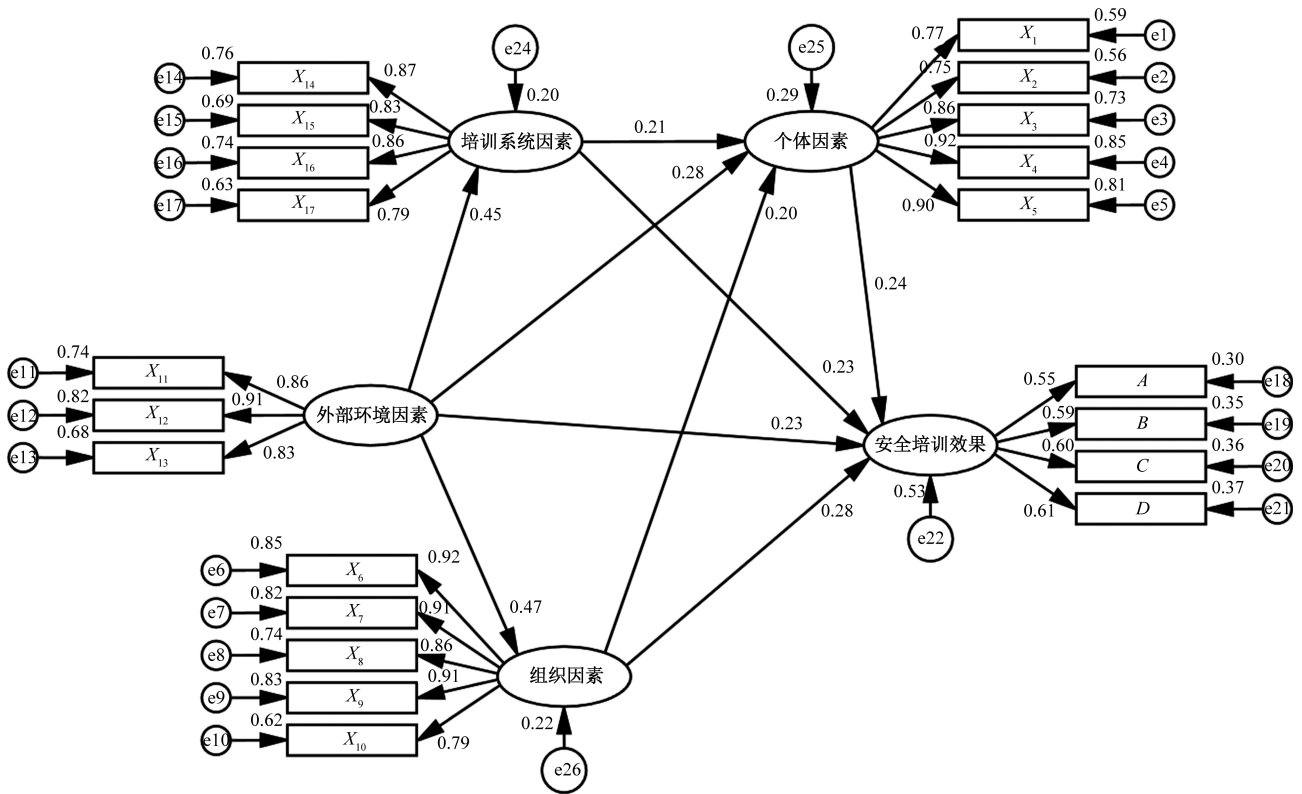 e24
0.20
培训系统因素
e25
0.29
个体因素
0.76
e14
X14
0.87
0.69
e15
X15
0.83
0.74
e16
X16
0.86
0.63
e17
X17
0.79
0.77
X1
0.59
e1
0.75
X2
0.56
e2
0.86
X3
0.73
e3
0.92
X4
0.85
e4
0.90
X5
0.81
e5
0.21
0.28
0.20
0.45
0.24
0.23
0.74
e11
X11
0.86
0.82
e12
X12
0.91
0.68
e13
X13
0.83
外部环境因素
0.23
安全培训效果
0.53
e22
0.55
A
0.30
e18
0.59
B
0.35
e19
0.60
C
0.36
e20
0.61
D
0.37
e21
0.28
0.47
0.85
e6
X6
0.92
0.82
e7
X7
0.91
0.74
e8
X8
0.86
0.83
e9
X9
0.91
0.62
e10
X10
0.79
组织因素
0.22
e26